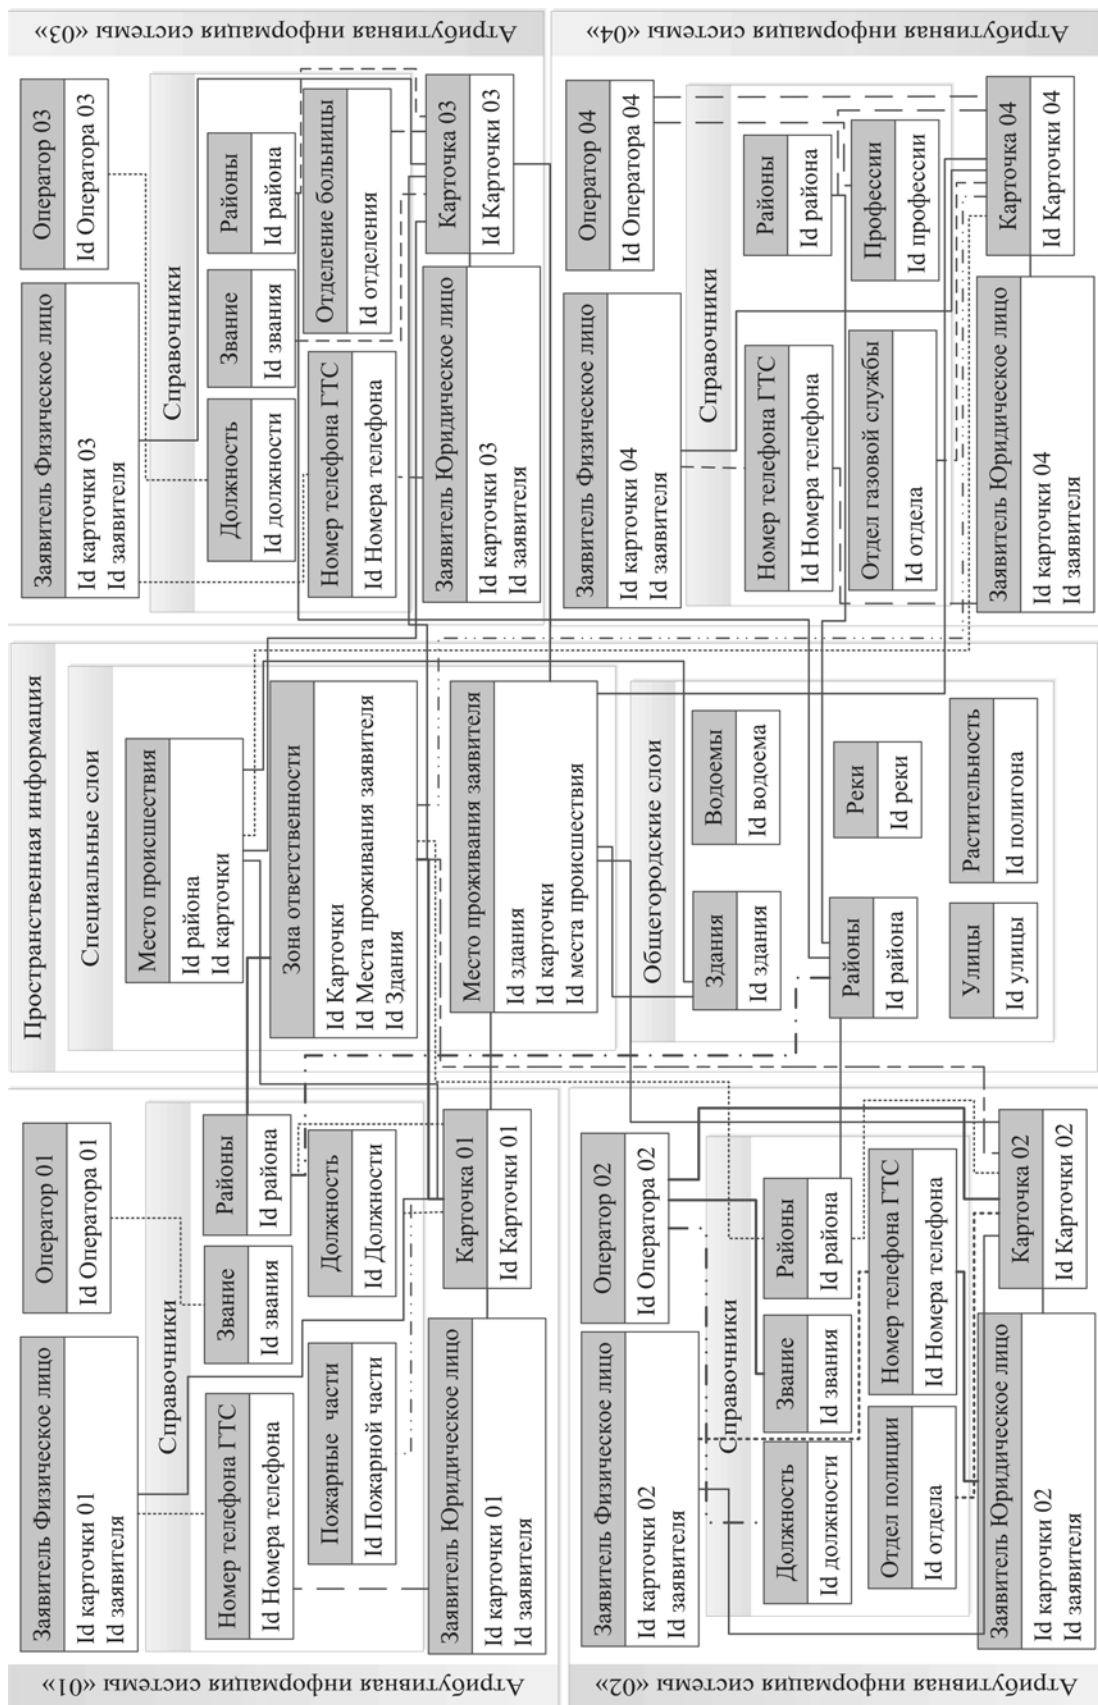 Атрибутивная информация системы «01»
Заявитель Физическое лицо
Id карточки 01
Id заявителя
Оператор 01
Id Оператора 01
Справочники
Номер телефона ГТС
Id Номера телефона
Звание
Id звания
Районы
Id района
Пожарные части
Id Пожарной части
Должность
Id Должности
Заявитель Юридическое лицо
Id карточки 01
Id заявителя
Карточка 01
Id Карточки 01
Атрибутивная информация системы «02»
Заявитель Физическое лицо
Id карточки 02
Id заявителя
Оператор 02
Id Оператора 02
Справочники
Должность
Id должности
Звание
Id звания
Районы
Id района
Отдел полиции
Id отдела
Номер телефона ГТС
Id Номера телефона
Заявитель Юридическое лицо
Id карточки 02
Id заявителя
Карточка 02
Id Карточки 02
Пространственная информация
Специальные слои
Место происшествия
Id района
Id карточки
Зона ответственности
Id Карточки
Id Места проживания заявителя
Id Здания
Место проживания заявителя
Id здания
Id карточки
Id места происшествия
Общегородские слои
Здания
Id здания
Водоемы
Id водоема
Районы
Id района
Реки
Id реки
Улицы
Id улицы
Растительность
Id полигона
Атрибутивная информация системы «03»
Заявитель Физическое лицо
Id карточки 03
Id заявителя
Оператор 03
Id Оператора 03
Справочники
Должность
Id должности
Звание
Id звания
Районы
Id района
Номер телефона ГТС
Id Номера телефона
Отделение больницы
Id отделения
Заявитель Юридическое лицо
Id карточки 03
Id заявителя
Карточка 03
Id Карточки 03
Атрибутивная информация системы «04»
Заявитель Физическое лицо
Id карточки 04
Id заявителя
Оператор 04
Id Оператора 04
Справочники
Номер телефона ГТС
Id Номера телефона
Районы
Id района
Отдел газовой службы
Id отдела
Профессии
Id профессии
Заявитель Юридическое лицо
Id карточки 04
Id заявителя
Карточка 04
Id Карточки 04